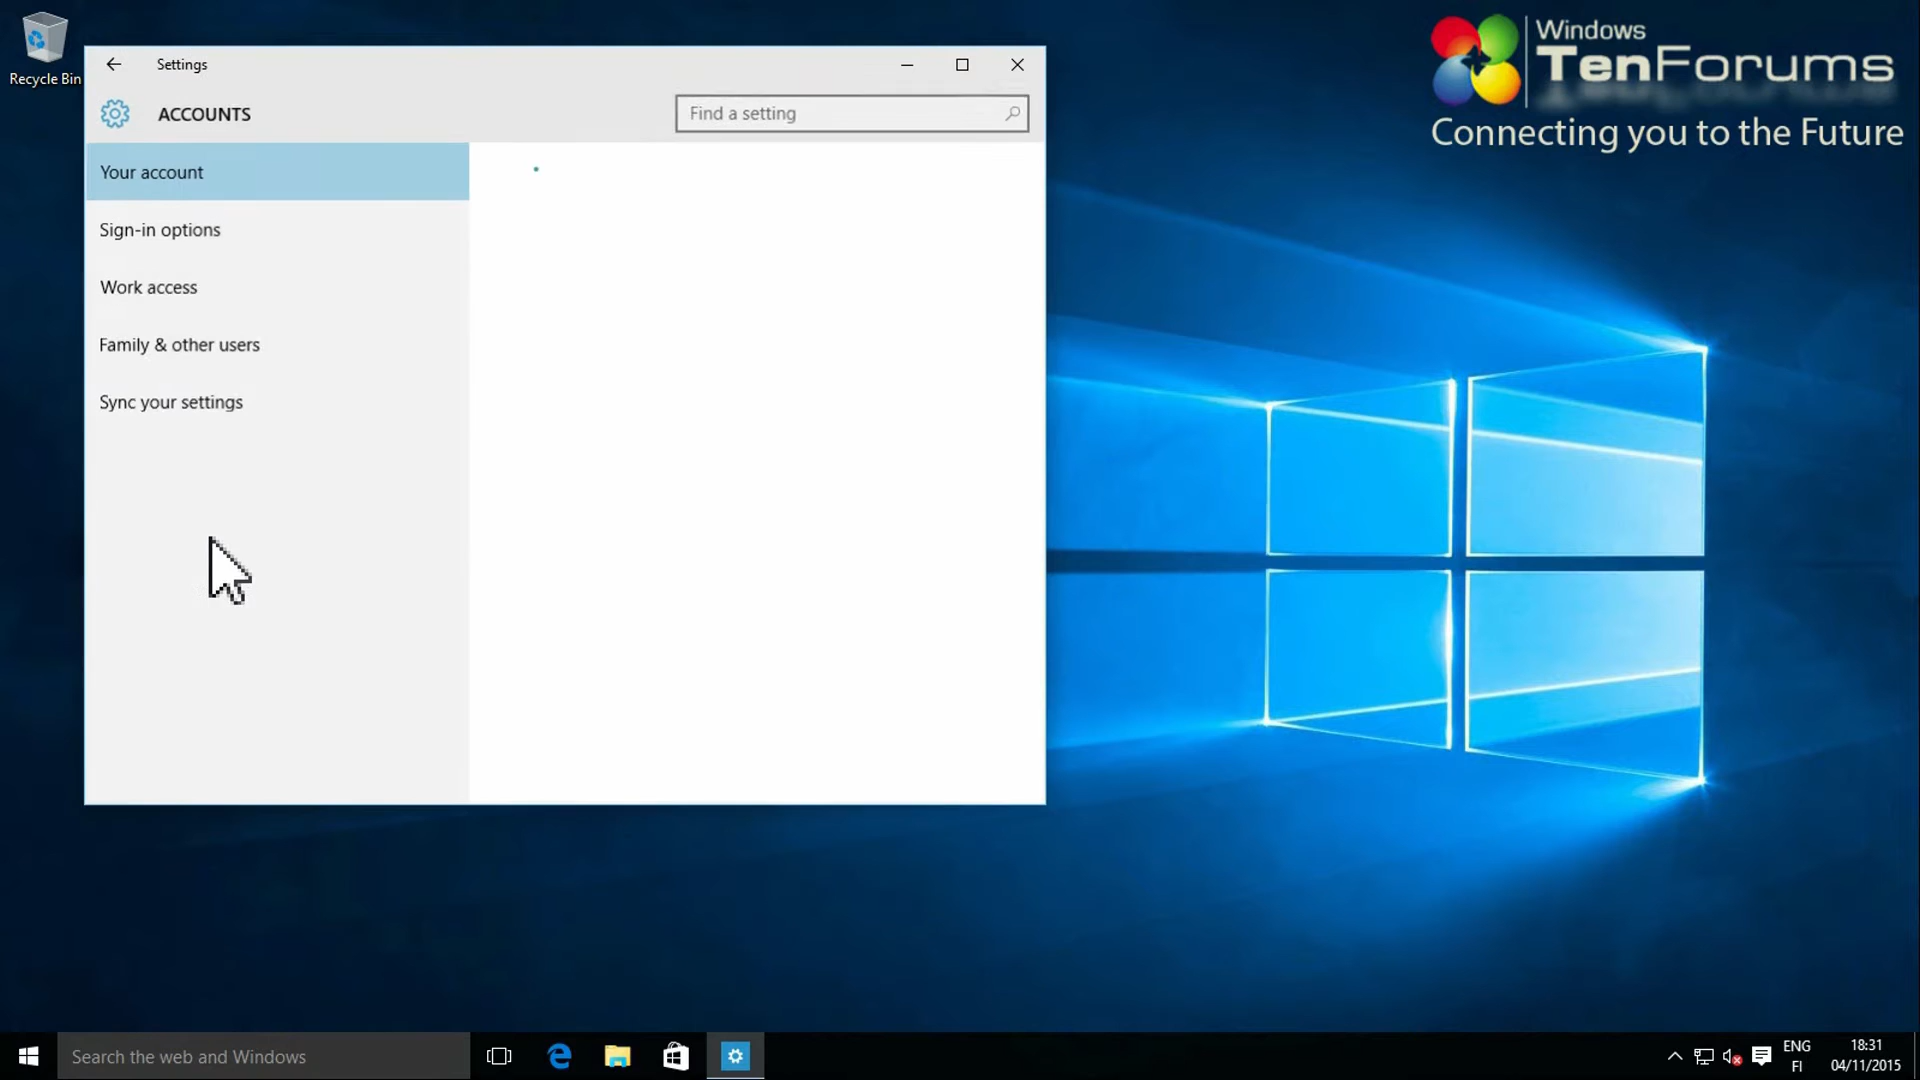 Recycle Bin
Settings
ACCOUNTS
Find a setting
Your account
Sign-in options
Work access
Family & other users
Sync your settings
Windows
TenForums
Connecting you to the Future
Search the web and Windows
ENG
FI
18:31
04/11/2015